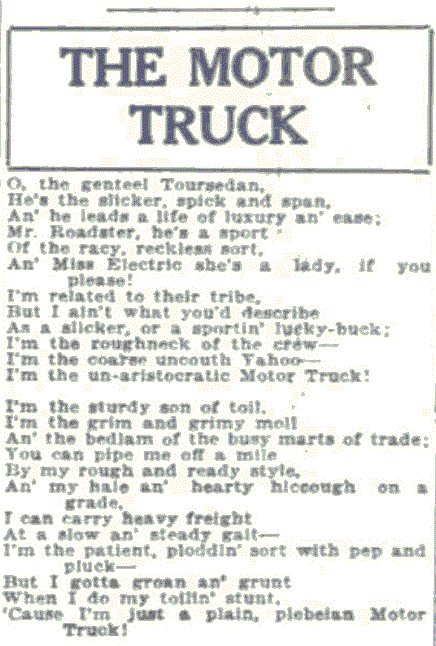 THE MOTOR
TRUCK
O, the genteel Toursedan,
He's the slicker, spick and span,
An' he leads a life of luxury an' ease;
Mr. Roadster, he's a sport
Of the racy, reckless sort,
An' Miss Electric she's a lady, if you
please!
I'm related to their tribe,
But I ain't what you'd describe
As a slicker, or a sportin' lucky-buck;
I'm the roughneck of the crew—
I'm the coarse uncouth Yahoo—
I'm the un-aristocratic Motor Truck!
I'm the sturdy son of toil,
I'm the grim and grimy moil
An' the bedlam of the busy marts of trade;
You can pipe me off a mile
By my rough and ready style,
An' my hale an' hearty hiccough on a
grade,
I can carry heavy freight
At a slow an' steady gait—
I'm the patient, ploddin' sort with pep and
pluck—
But I gotta groan an' grunt
When I do my toilin' stunt,
'Cause I'm just a plain, plebeian Motor
Truck!